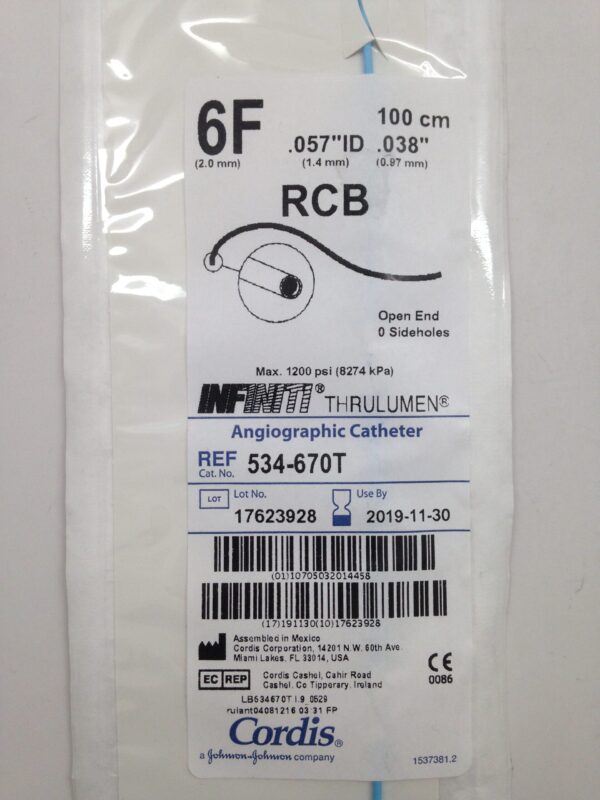 6F
(2.0 mm)
.057"ID
(1.4 mm)
100 cm
.038"
(0.97 mm)
RCB
Open End
0 Sideholes
Max. 1200 psi (8274 kPa)
INFINITI® THRULUMEN®
Angiographic Catheter
REF 534-670T
Cat. No.
LOT Lot No. Use By
17623928 2019-11-30
(01)10705032014458
(17)191130(10)17623928
Assembled in Mexico
Cordis Corporation, 14201 N.W. 60th Ave.
Miami Lakes, FL 33014, USA
CE
0086
EC REP Cordis Cashel, Cahir Road
Cashel, Co Tipperary, Ireland
LB534670T1.9 0529
rulant04081216 03:31 FP
Cordis®
a Johnson-Johnson company
1537381.2